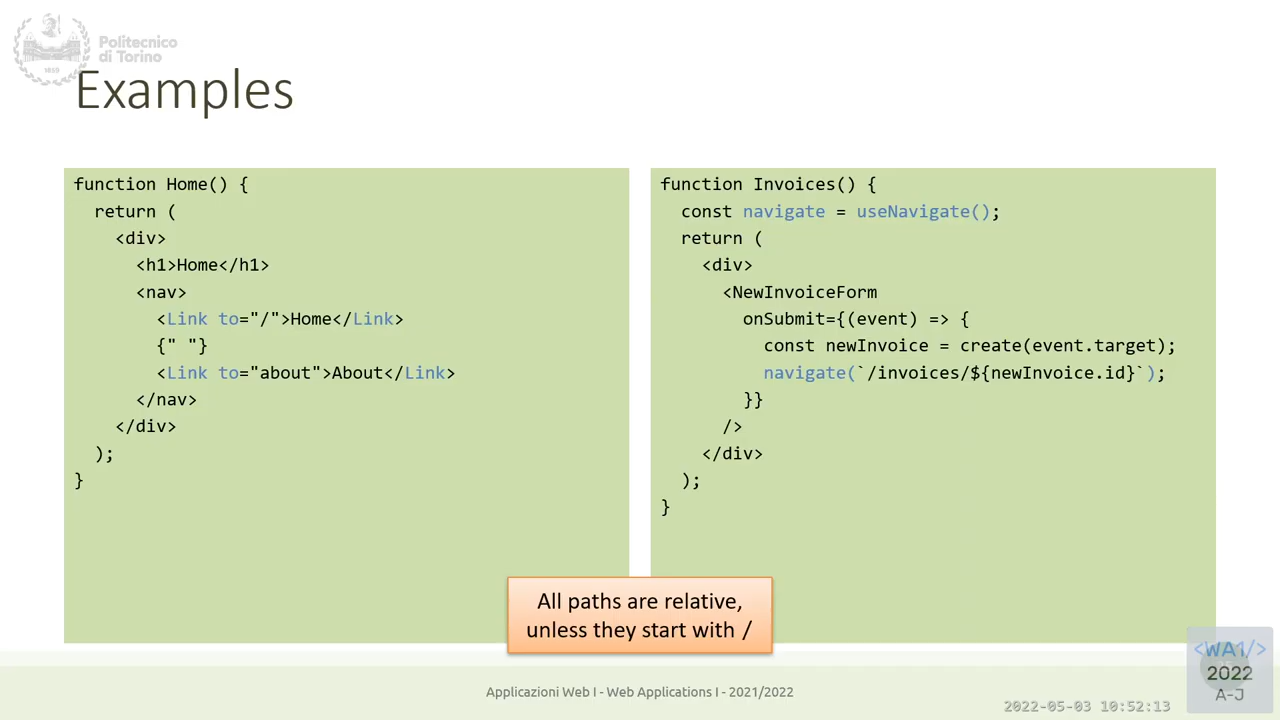 Politecnico
di Torino
1859
Examples
function Home() {
  return (
    <div>
      <h1>Home</h1>
      <nav>
        <Link to="/">Home</Link>
        {" "}
        <Link to="about">About</Link>
      </nav>
    </div>
  );
}
function Invoices() {
  const navigate = useNavigate();
  return (
    <div>
      <NewInvoiceForm
        onSubmit={(event) => {
          const newInvoice = create(event.target);
          navigate(`/invoices/${newInvoice.id}`);
        }}
      />
    </div>
  );
}
All paths are relative,
unless they start with /
Applicazioni Web I - Web Applications I - 2021/2022
2022-05-03 10:52:13
<WA1/>
2022
A-J